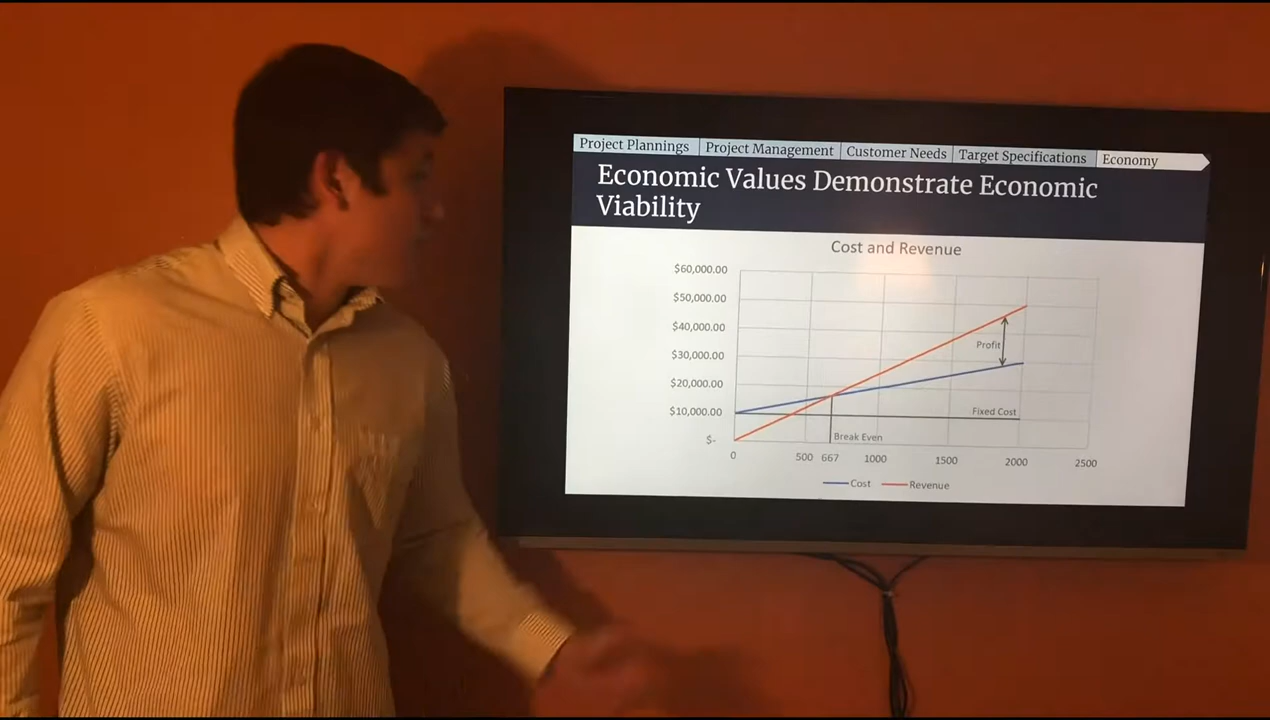 Project Plannings Project Management Customer Needs Target Specifications Economy
Economic Values Demonstrate Economic
Viability
Cost and Revenue
$60,000.00
$50,000.00
$40,000.00
Profit
$30,000.00
$20,000.00
$10,000.00
Fixed Cost
$-
Break Even
0 500 667 1000 1500 2000 2500
Cost Revenue